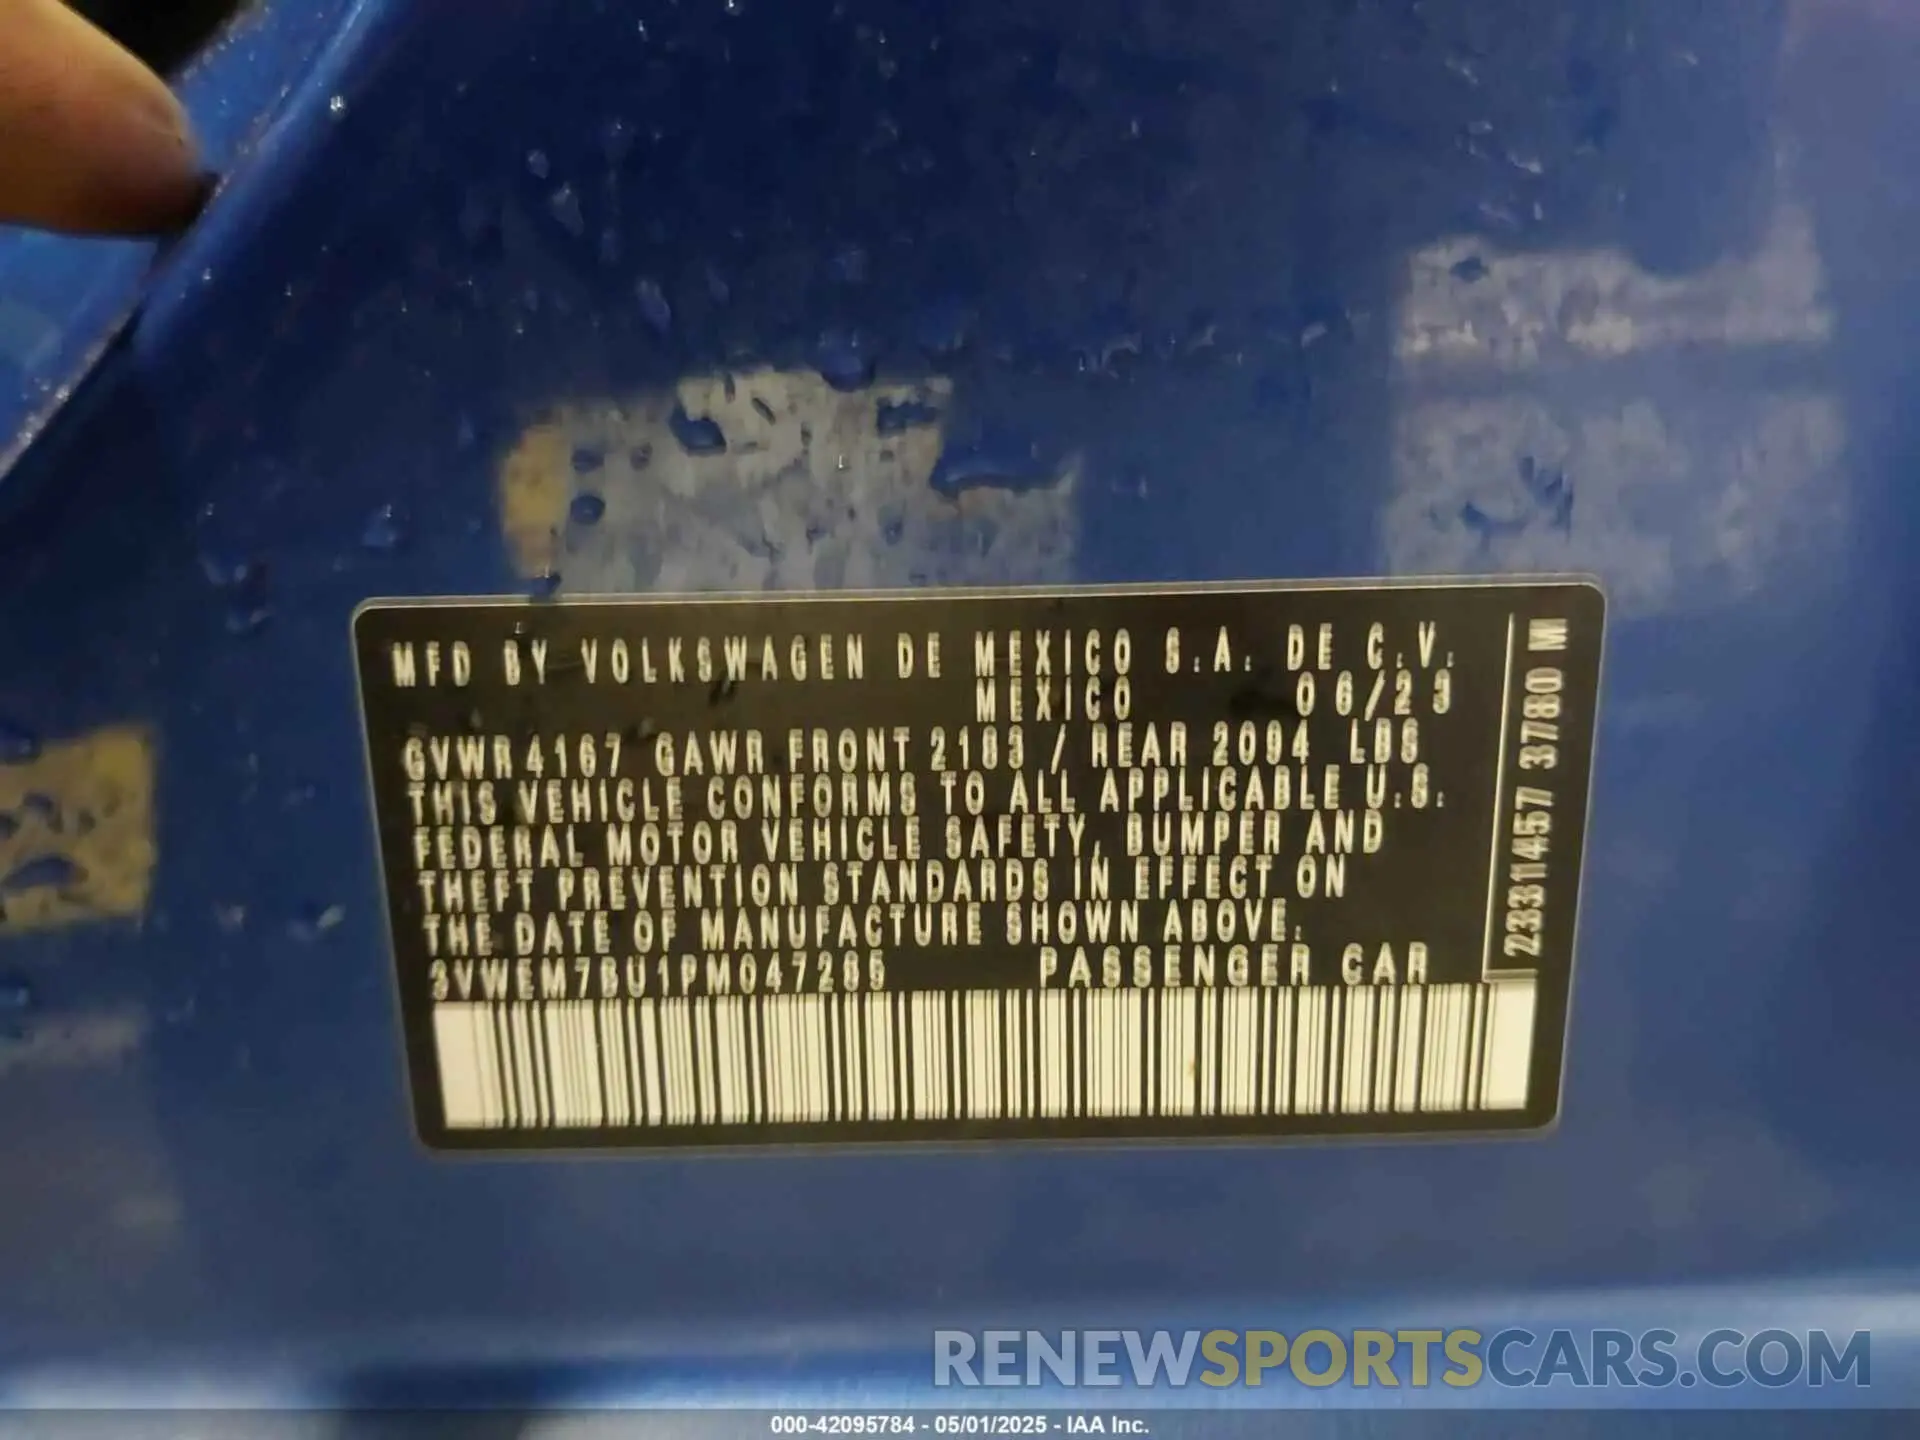 MFD BY VOLKSWAGEN DE MEXICO S.A. DE C.V.
MEXICO 06/23
GVWR 4167 GAWR FRONT 2183 / REAR 2094 LBS
THIS VEHICLE CONFORMS TO ALL APPLICABLE U.S.
FEDERAL MOTOR VEHICLE SAFETY, BUMPER AND
THEFT PREVENTION STANDARDS IN EFFECT ON
THE DATE OF MANUFACTURE SHOWN ABOVE.
3VWEM7BU1PM047285 PASSENGER CAR
23311457 3780 M
RENEWSPORTSCARS.COM
000-42095784 - 05/01/2025 - IAA Inc.